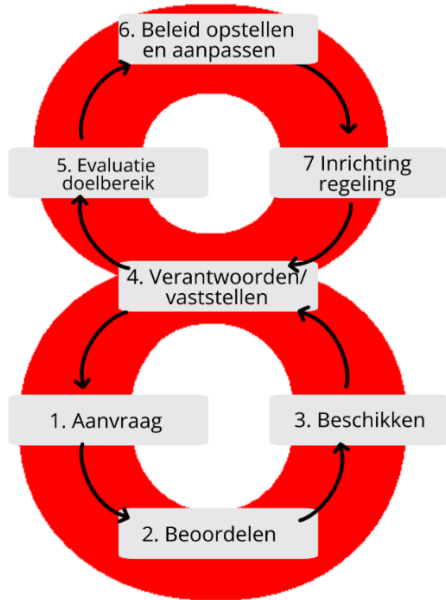 6. Beleid opstellen
en aanpassen
5. Evaluatie
doelbereik
7 Inrichting
regeling
4. Verantwoorden/
vaststellen
1. Aanvraag
3. Beschikken
2. Beoordelen